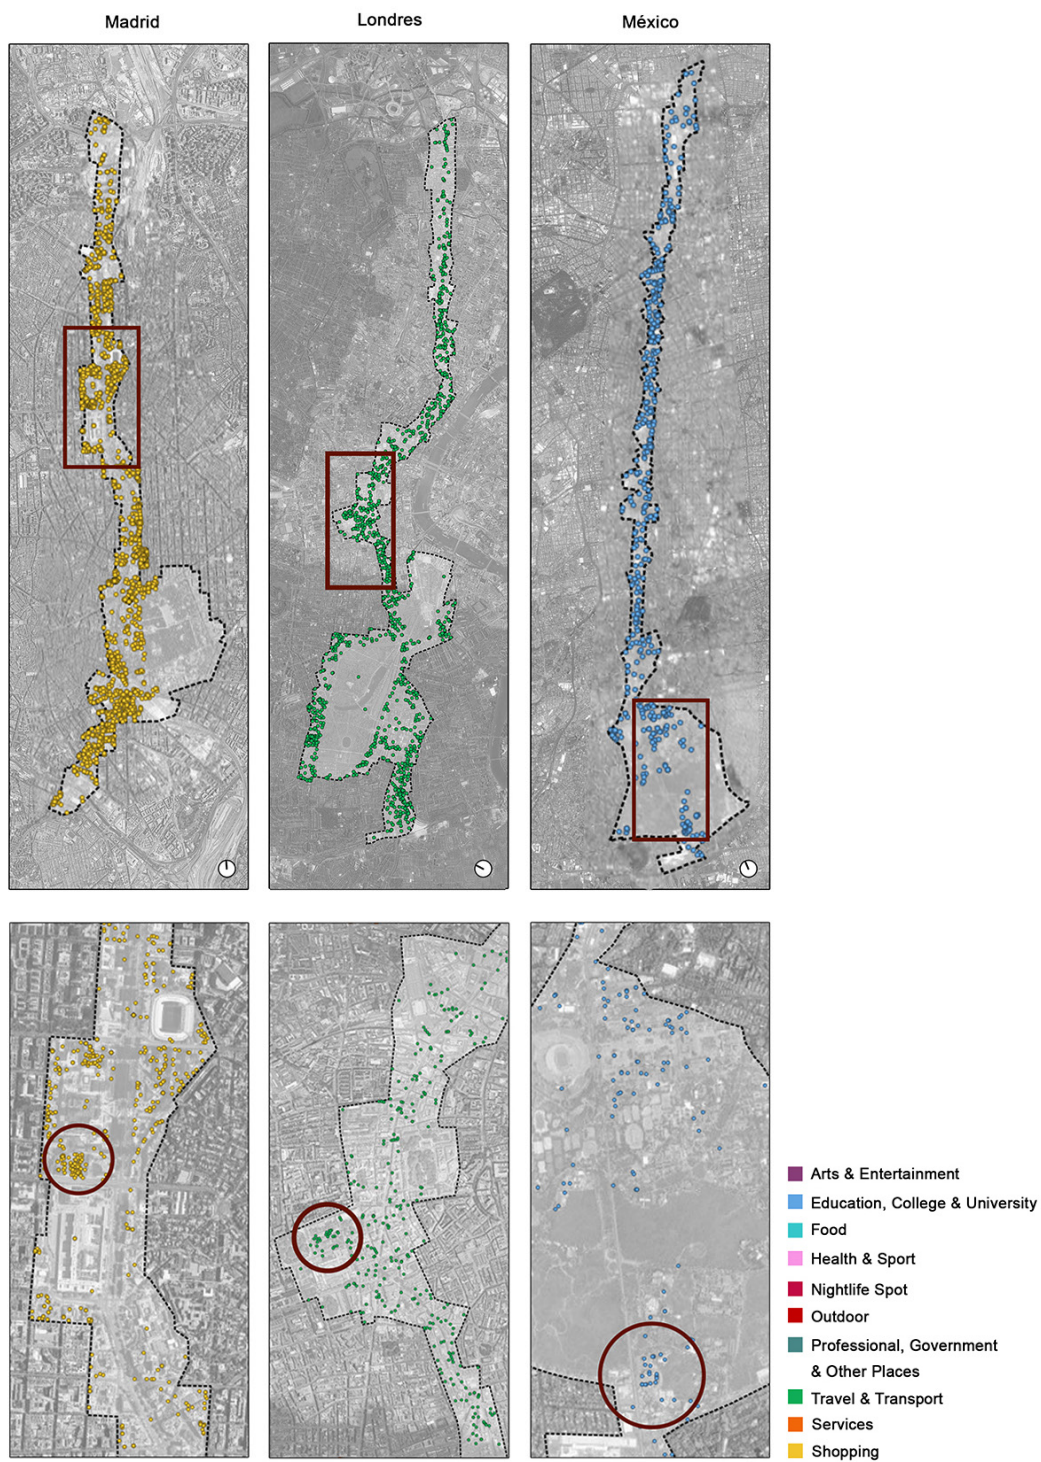 Madrid
Londres
México
Arts & Entertainment
Education, College & University
Food
Health & Sport
Nightlife Spot
Outdoor
Professional, Government
& Other Places
Travel & Transport
Services
Shopping